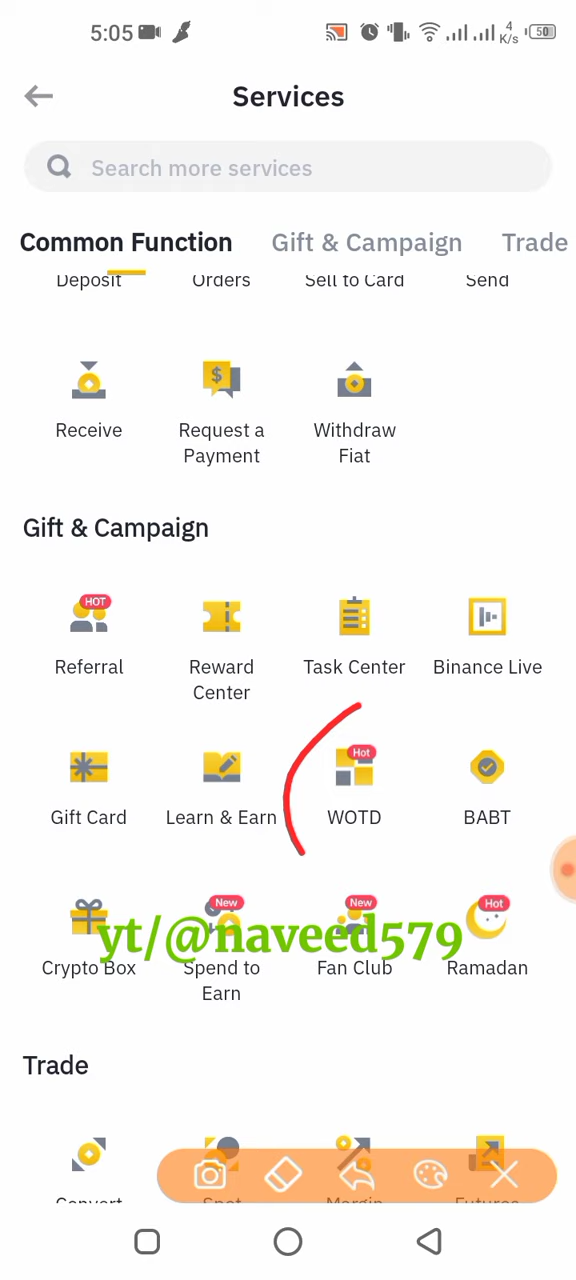 5:05
4
K/s
50
Services
Search more services
Common Function Gift & Campaign Trade
Deposit Orders Sell to Card Send
Receive Request a Payment Withdraw Fiat
Gift & Campaign
HOT
Referral Reward Center Task Center Binance Live
Hot
Gift Card Learn & Earn WOTD BABT
New New Hot
yt/@naveed579
Crypto Box Spend to Earn Fan Club Ramadan
Trade
Convert Spot Margin Futures